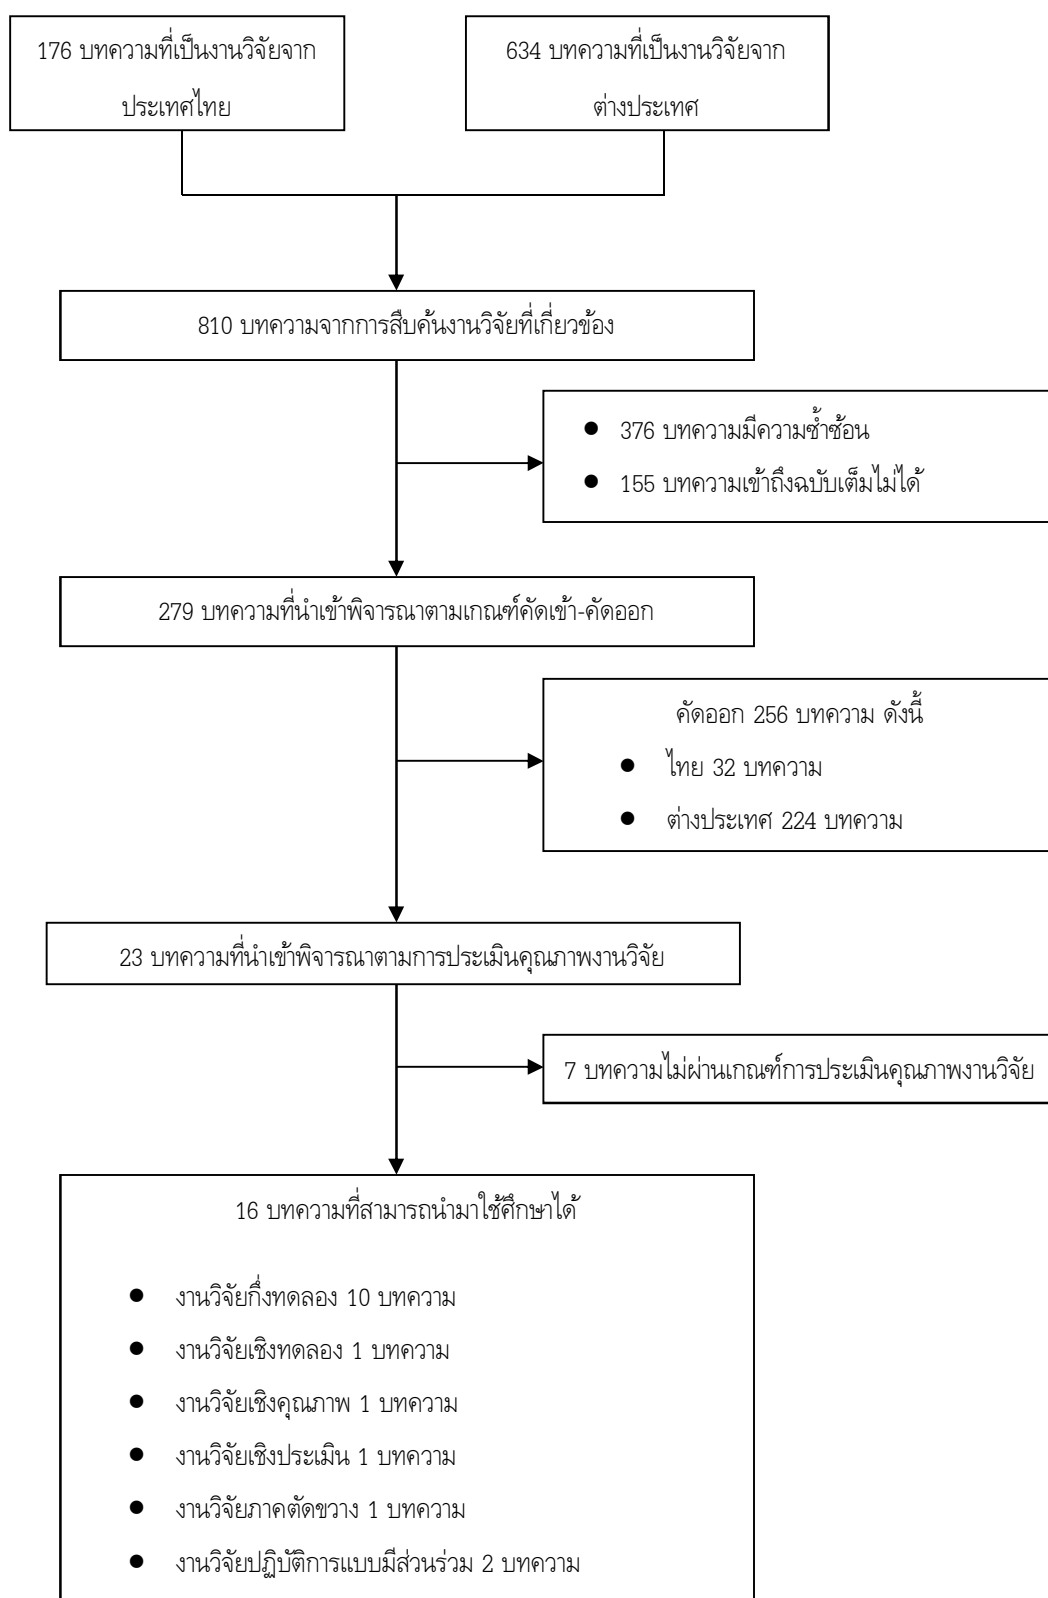 176 บทความที่เป็นงานวิจัยจาก
ประเทศไทย
634 บทความที่เป็นงานวิจัยจาก
ต่างประเทศ
810 บทความจากการสืบค้นงานวิจัยที่เกี่ยวข้อง
● 376 บทความมีความซ้ำซ้อน
● 155 บทความเข้าถึงฉบับเต็มไม่ได้
279 บทความที่นำเข้าพิจารณาตามเกณฑ์คัดเข้า-คัดออก
คัดออก 256 บทความ ดังนี้
● ไทย 32 บทความ
● ต่างประเทศ 224 บทความ
23 บทความที่นำเข้าพิจารณาตามการประเมินคุณภาพงานวิจัย
7 บทความไม่ผ่านเกณฑ์การประเมินคุณภาพงานวิจัย
16 บทความที่สามารถนำมาใช้ศึกษาได้
● งานวิจัยกึ่งทดลอง 10 บทความ
● งานวิจัยเชิงทดลอง 1 บทความ
● งานวิจัยเชิงคุณภาพ 1 บทความ
● งานวิจัยเชิงประเมิน 1 บทความ
● งานวิจัยภาคตัดขวาง 1 บทความ
● งานวิจัยปฏิบัติการแบบมีส่วนร่วม 2 บทความ